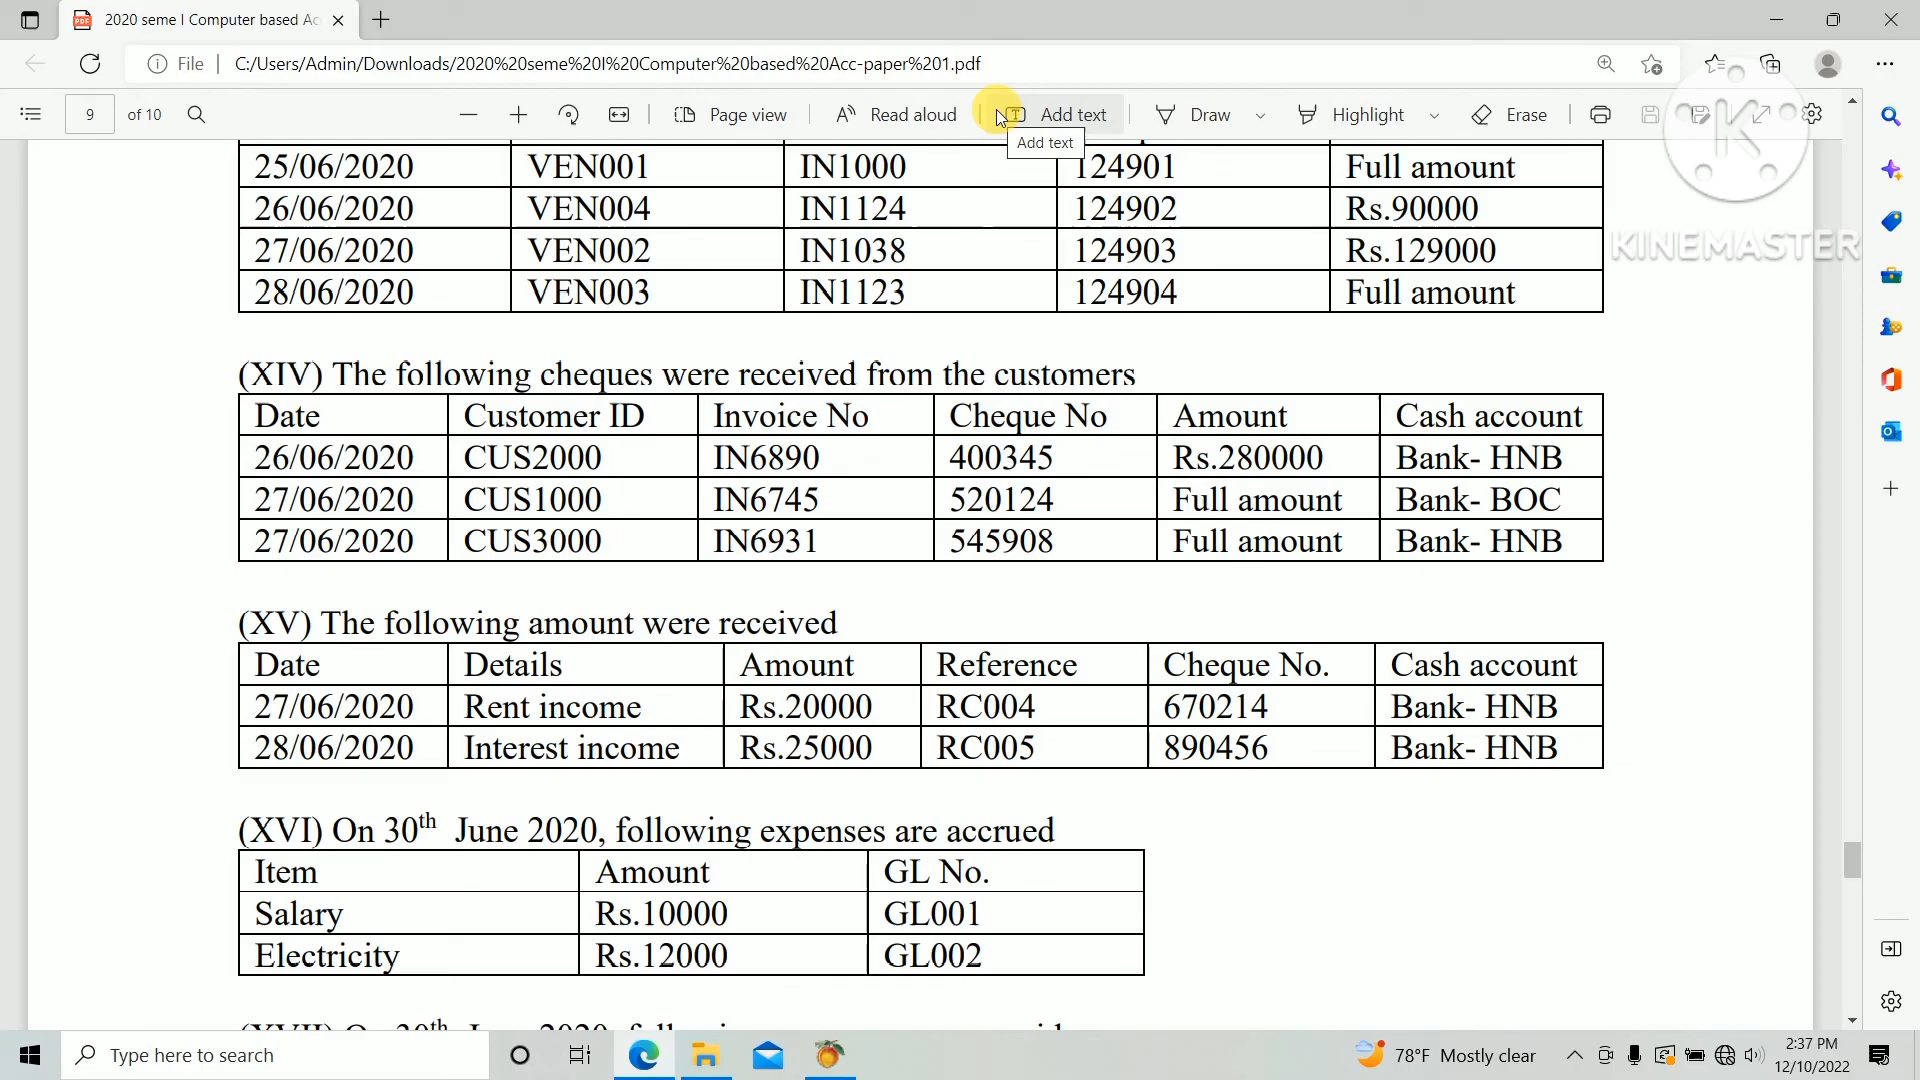 2020 seme I Computer based Ac
File C:/Users/Admin/Downloads/2020%20seme%20I%20Computer%20based%20Acc-paper%201.pdf
9 of 10 Page view Read aloud Add text Draw Highlight Erase
Add text
K
KINEMASTER
25/06/2020 VEN001 IN1000 124901 Full amount
26/06/2020 VEN004 IN1124 124902 Rs.90000
27/06/2020 VEN002 IN1038 124903 Rs.129000
28/06/2020 VEN003 IN1123 124904 Full amount
(XIV) The following cheques were received from the customers
Date Customer ID Invoice No Cheque No Amount Cash account
26/06/2020 CUS2000 IN6890 400345 Rs.280000 Bank- HNB
27/06/2020 CUS1000 IN6745 520124 Full amount Bank- BOC
27/06/2020 CUS3000 IN6931 545908 Full amount Bank- HNB
(XV) The following amount were received
Date Details Amount Reference Cheque No. Cash account
27/06/2020 Rent income Rs.20000 RC004 670214 Bank- HNB
28/06/2020 Interest income Rs.25000 RC005 890456 Bank- HNB
(XVI) On 30th June 2020, following expenses are accrued
Item Amount GL No.
Salary Rs.10000 GL001
Electricity Rs.12000 GL002
Type here to search 78°F Mostly clear 2:37 PM
12/10/2022